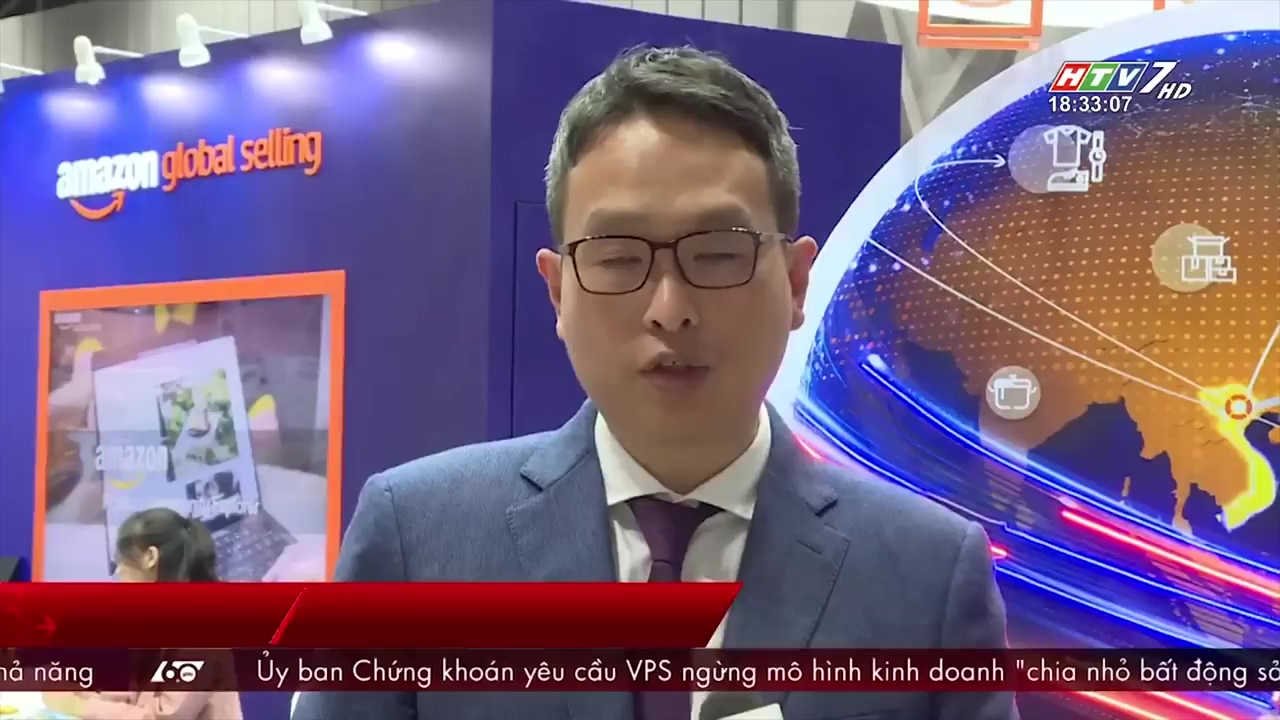 HTV7 HD
18:33:07
amazon global selling
amazon
hả năng 60 Ủy ban Chứng khoán yêu cầu VPS ngừng mô hình kinh doanh "chia nhỏ bất động sả